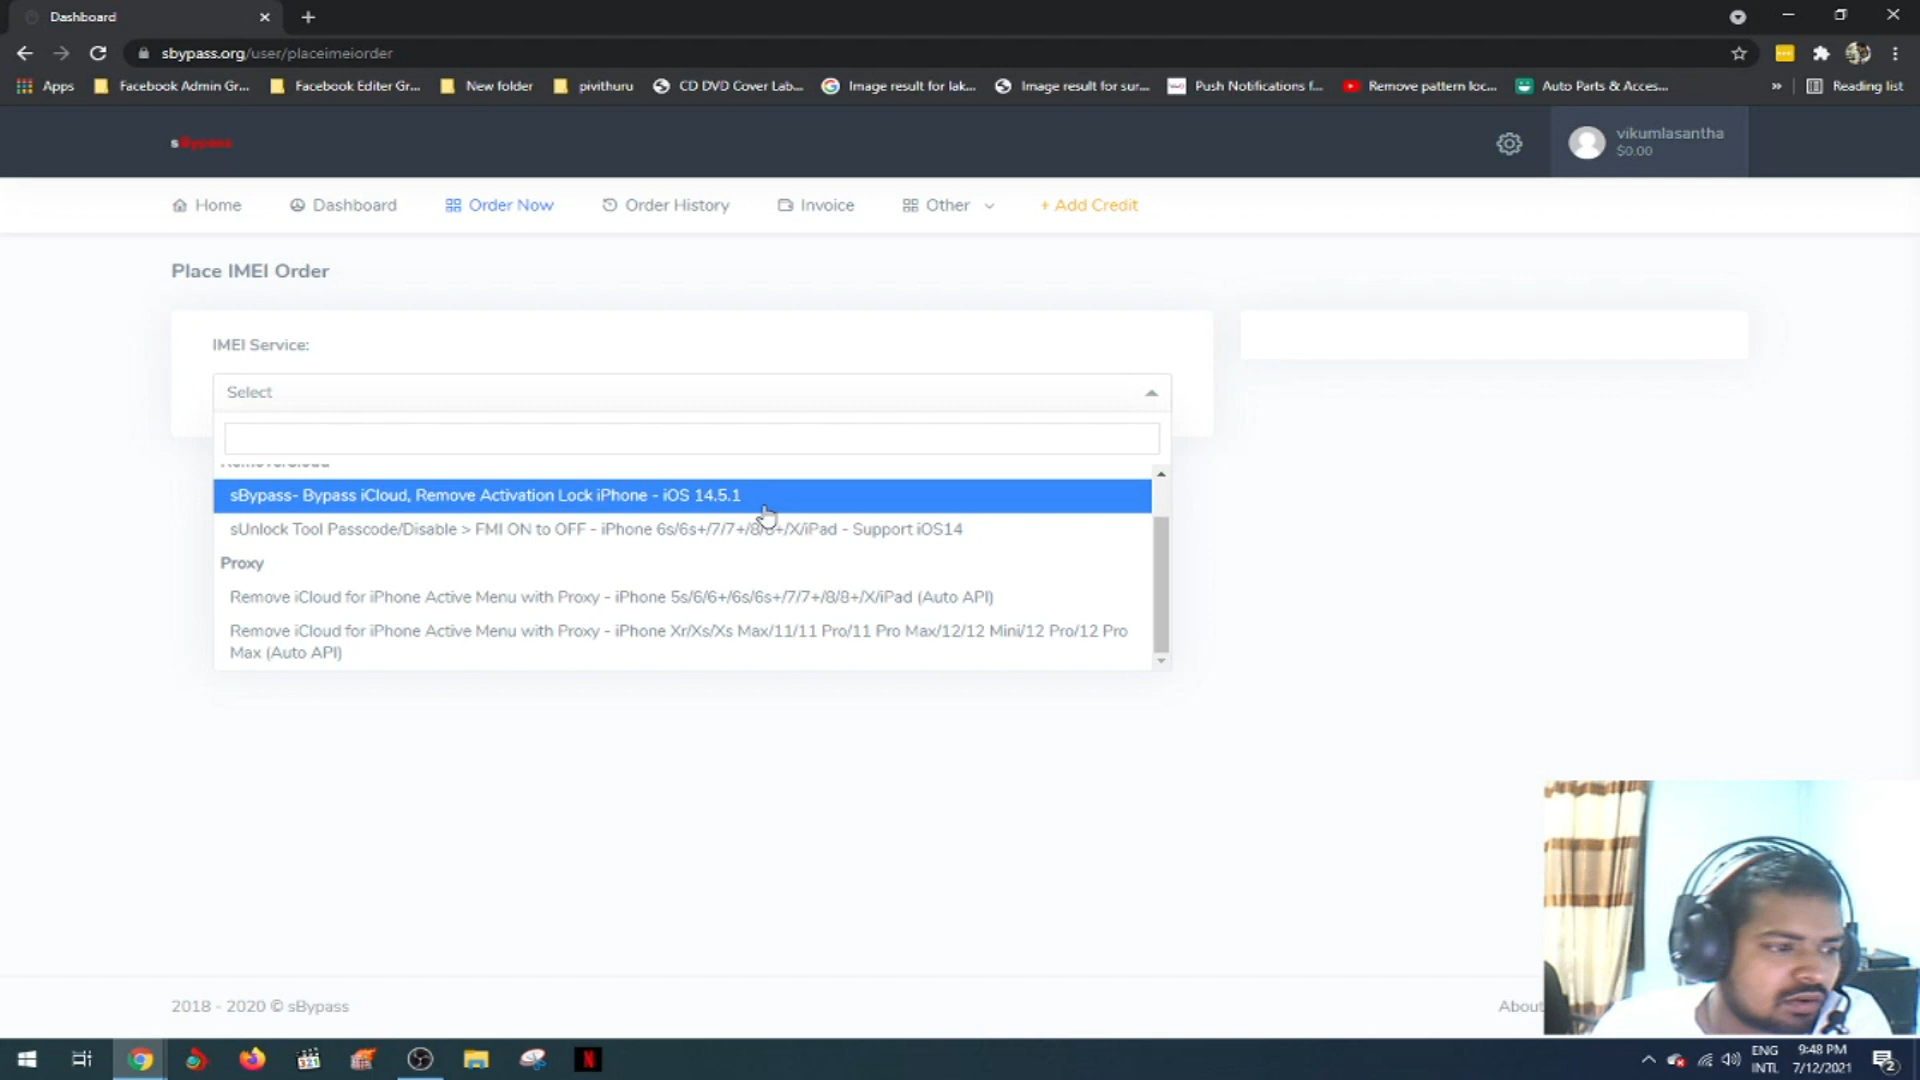 Dashboard
sbypass.org/user/placeimeiorder
Apps
Facebook Admin Gr...
Facebook Editer Gr...
New folder
pivithuru
CD DVD Cover Lab...
Image result for lak...
Image result for sur...
Push Notifications f...
Remove pattern loc...
Auto Parts & Acces...
»
Reading list
sBypass
vikumlasantha
$0.00
Home
Dashboard
Order Now
Order History
Invoice
Other
+ Add Credit
Place IMEI Order
IMEI Service:
Select
sBypass- Bypass iCloud, Remove Activation Lock iPhone - iOS 14.5.1
sUnlock Tool Passcode/Disable > FMI ON to OFF - iPhone 6s/6s+/7/7+/8/8+/X/iPad - Support iOS14
Proxy
Remove iCloud for iPhone Active Menu with Proxy - iPhone 5s/6/6+/6s/6s+/7/7+/8/8+/X/iPad (Auto API)
Remove iCloud for iPhone Active Menu with Proxy - iPhone Xr/Xs/Xs Max/11/11 Pro/11 Pro Max/12/12 Mini/12 Pro/12 Pro
Max (Auto API)
2018 - 2020 © sBypass
About
321
N
ENG
INTL
9:48 PM
7/12/2021
2